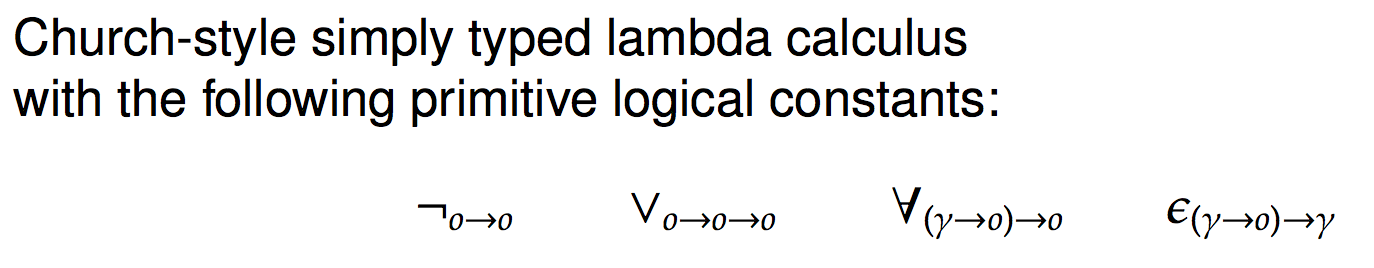 Church-style simply typed lambda calculus
with the following primitive logical constants:
¬o→o ∨o→o→o ∀(γ→o)→o ϵ(γ→o)→γ